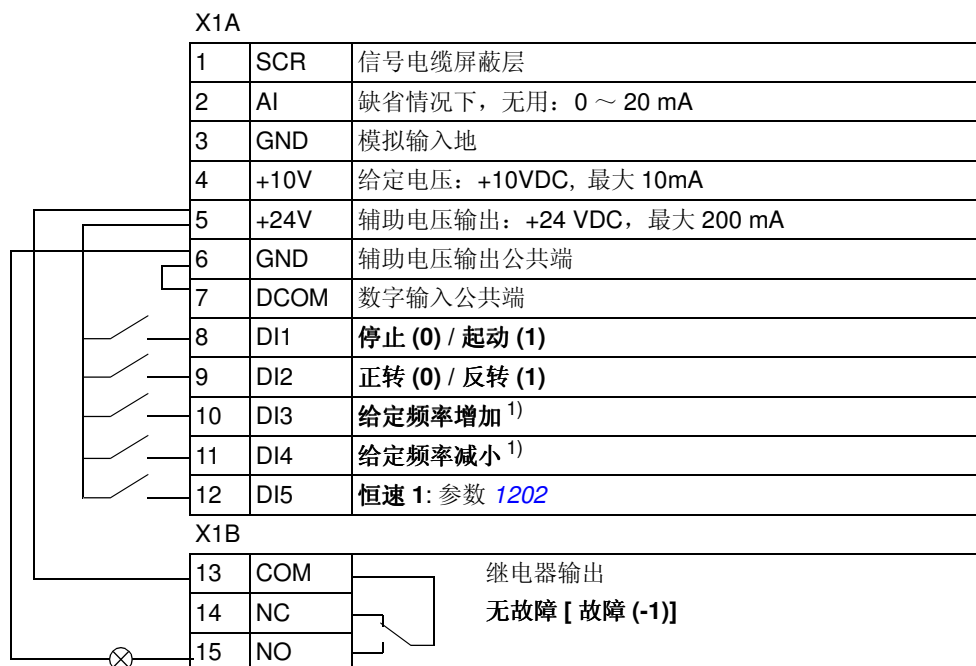 X1A
1 SCR 信号电缆屏蔽层
2 AI 缺省情况下，无用：0 ～ 20 mA
3 GND 模拟输入地
4 +10V 给定电压：+10VDC, 最大 10mA
5 +24V 辅助电压输出：+24 VDC，最大 200 mA
6 GND 辅助电压输出公共端
7 DCOM 数字输入公共端
8 DI1 停止 (0) / 起动 (1)
9 DI2 正转 (0) / 反转 (1)
10 DI3 给定频率增加 1)
11 DI4 给定频率减小 1)
12 DI5 恒速 1: 参数 1202
X1B
13 COM 继电器输出
14 NC 无故障 [ 故障 (-1)]
15 NO